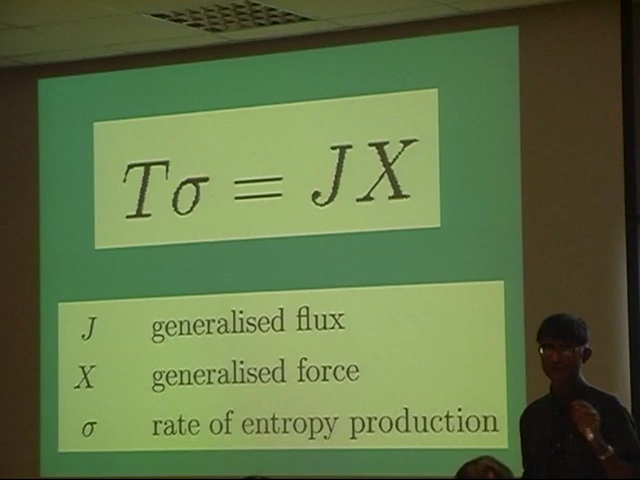 Tσ = JX
J generalised flux
X generalised force
σ rate of entropy production